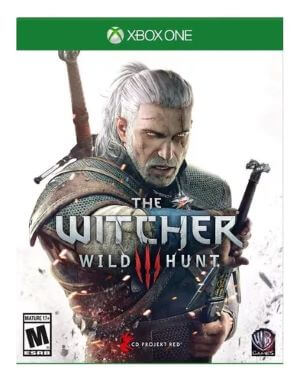 XBOX ONE
THE
WITCHER
WILD HUNT
MATURE 17+
M
ESRB
CD PROJEKT RED
WB
GAMES